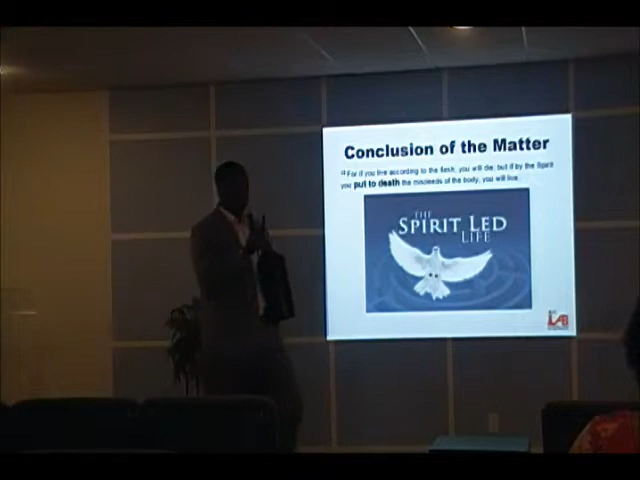 Conclusion of the Matter
13 For if you live according to the flesh, you will die; but if by the Spirit
you put to death the misdeeds of the body, you will live.
THE
SPIRIT LED
LIFE
LAB